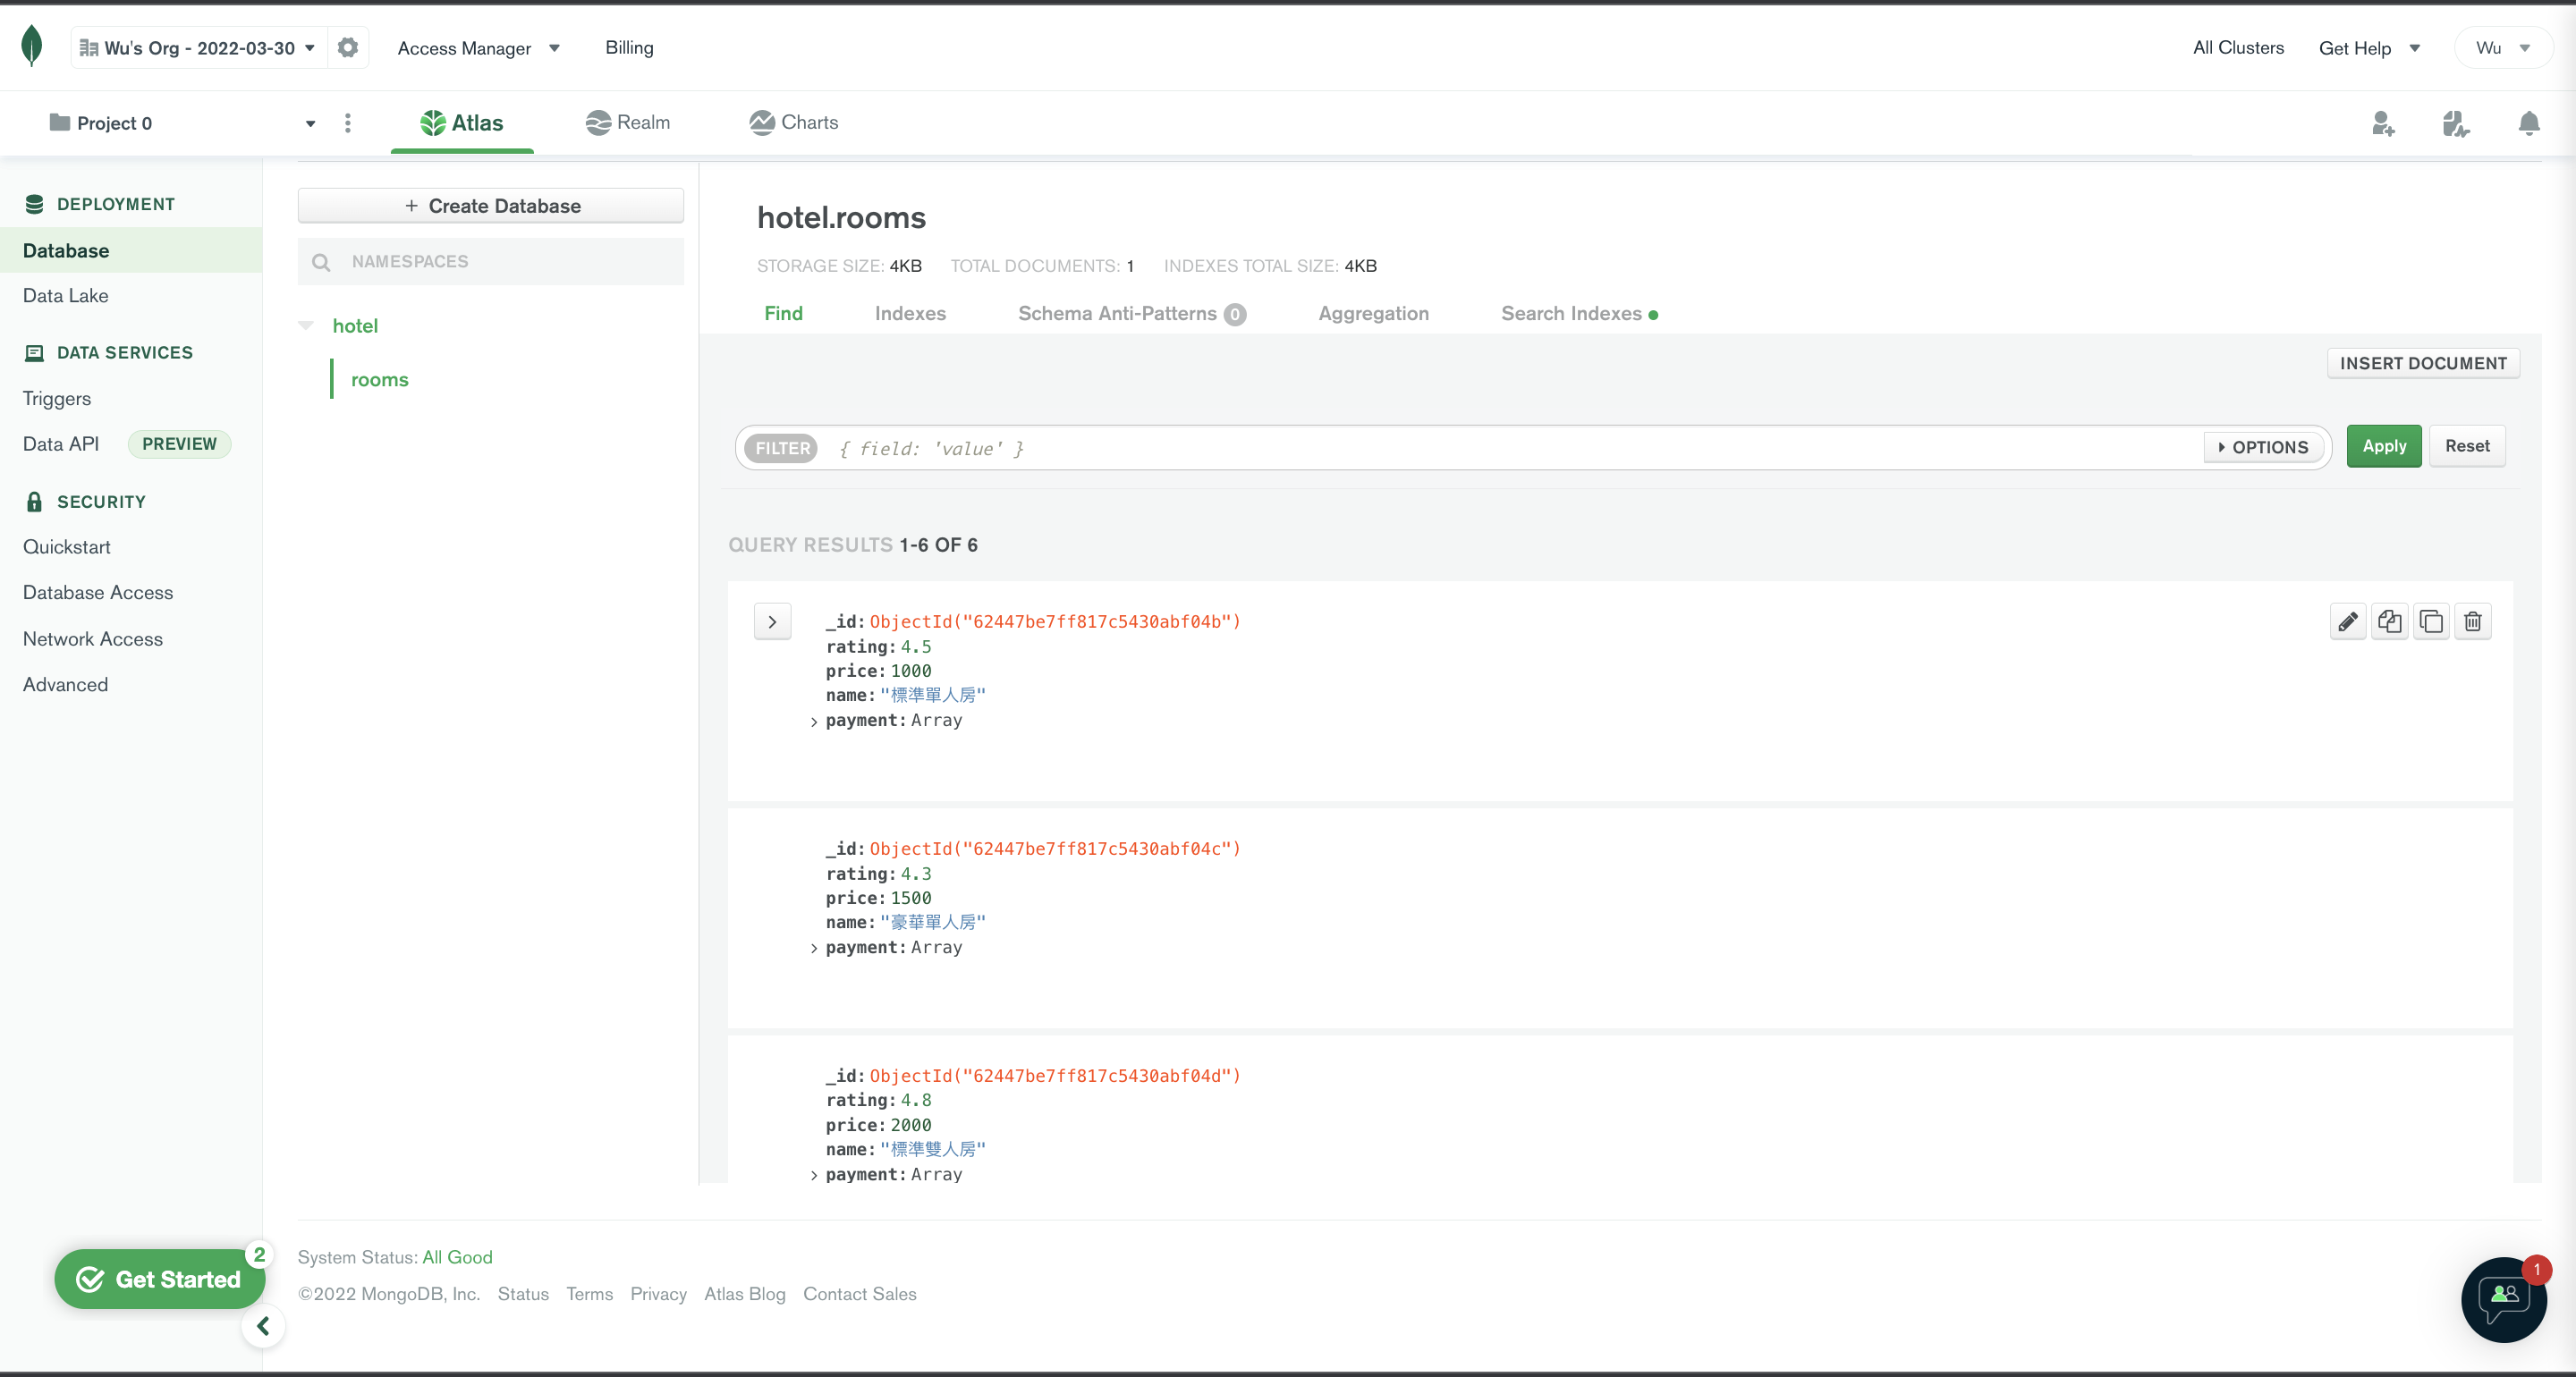 Wu's Org - 2022-03-30
Access Manager
Billing
All Clusters
Get Help
Wu
Project 0
Atlas
Realm
Charts
DEPLOYMENT
Database
Data Lake
DATA SERVICES
Triggers
Data API PREVIEW
SECURITY
Quickstart
Database Access
Network Access
Advanced
+ Create Database
NAMESPACES
hotel
rooms
hotel.rooms
STORAGE SIZE: 4KB TOTAL DOCUMENTS: 1 INDEXES TOTAL SIZE: 4KB
Find Indexes Schema Anti-Patterns 0 Aggregation Search Indexes
INSERT DOCUMENT
FILTER { field: 'value' } OPTIONS Apply Reset
QUERY RESULTS 1-6 OF 6
_id: ObjectId("62447be7ff817c5430abf04b")
rating: 4.5
price: 1000
name: "標準單人房"
payment: Array
_id: ObjectId("62447be7ff817c5430abf04c")
rating: 4.3
price: 1500
name: "豪華單人房"
payment: Array
_id: ObjectId("62447be7ff817c5430abf04d")
rating: 4.8
price: 2000
name: "標準雙人房"
payment: Array
Get Started 2
System Status: All Good
©2022 MongoDB, Inc. Status Terms Privacy Atlas Blog Contact Sales
1